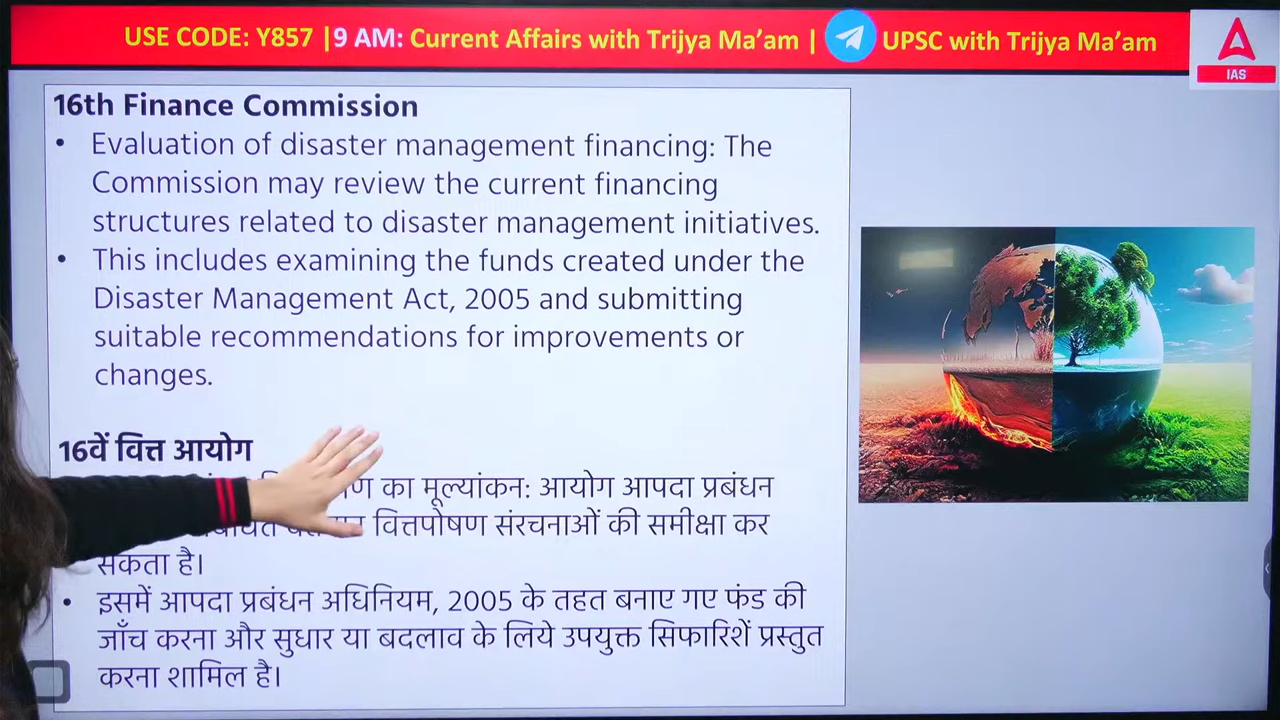 USE CODE: Y857 |9 AM: Current Affairs with Trijya Ma’am | UPSC with Trijya Ma’am
IAS
16th Finance Commission
• Evaluation of disaster management financing: The
Commission may review the current financing
structures related to disaster management initiatives.
• This includes examining the funds created under the
Disaster Management Act, 2005 and submitting
suitable recommendations for improvements or
changes.
16वें वित्त आयोग
का मूल्यांकन: आयोग आपदा प्रबंधन
वित्तपोषण संरचनाओं की समीक्षा कर
सकता है।
• इसमें आपदा प्रबंधन अधिनियम, 2005 के तहत बनाए गए फंड की
जाँच करना और सुधार या बदलाव के लिये उपयुक्त सिफारिशें प्रस्तुत
करना शामिल है।